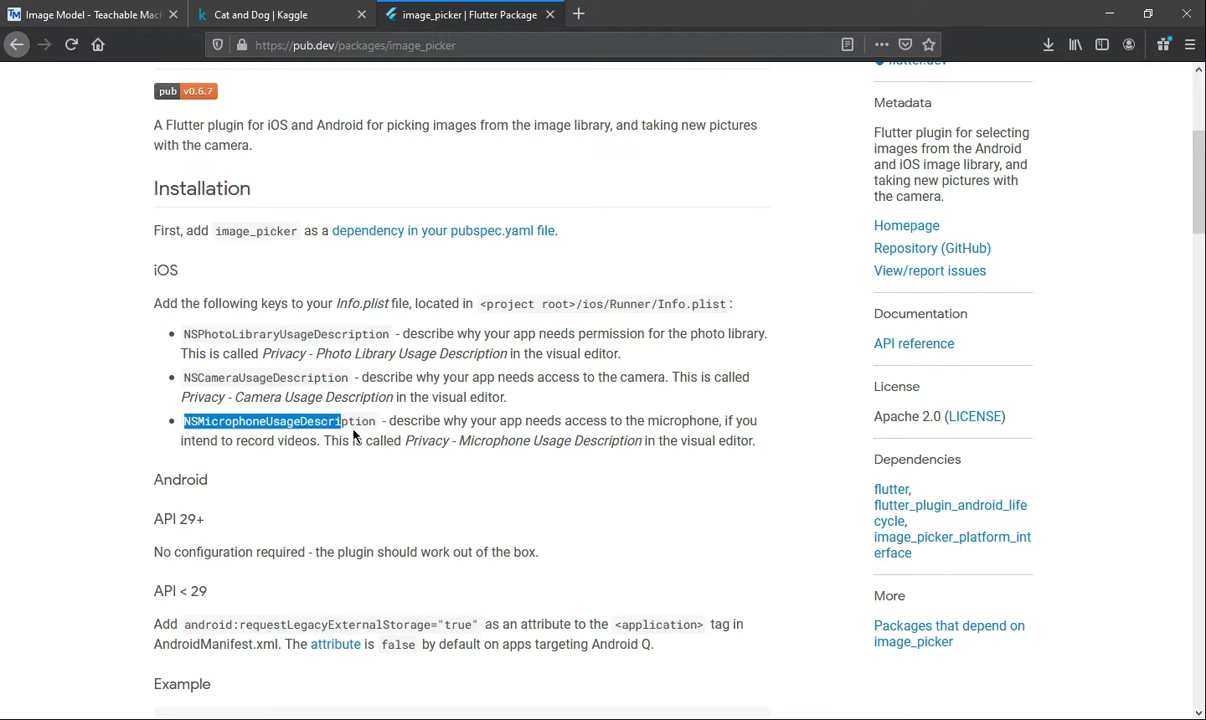 Image Model - Teachable Mac
Cat and Dog | Kaggle
image_picker | Flutter Package
https://pub.dev/packages/image_picker
pub v0.6.7
A Flutter plugin for iOS and Android for picking images from the image library, and taking new pictures
with the camera.
Installation
First, add image_picker as a dependency in your pubspec.yaml file.
iOS
Add the following keys to your Info.plist file, located in <project root>/ios/Runner/Info.plist:
NSPhotoLibraryUsageDescription - describe why your app needs permission for the photo library.
This is called Privacy - Photo Library Usage Description in the visual editor.
NSCameraUsageDescription - describe why your app needs access to the camera. This is called
Privacy - Camera Usage Description in the visual editor.
NSMicrophoneUsageDescription - describe why your app needs access to the microphone, if you
intend to record videos. This is called Privacy - Microphone Usage Description in the visual editor.
Android
API 29+
No configuration required - the plugin should work out of the box.
API < 29
Add android:requestLegacyExternalStorage="true" as an attribute to the <application> tag in
AndroidManifest.xml. The attribute is false by default on apps targeting Android Q.
Example
flutter.dev
Metadata
Flutter plugin for selecting
images from the Android
and iOS image library, and
taking new pictures with
the camera.
Homepage
Repository (GitHub)
View/report issues
Documentation
API reference
License
Apache 2.0 (LICENSE)
Dependencies
flutter,
flutter_plugin_android_life
cycle,
image_picker_platform_int
erface
More
Packages that depend on
image_picker